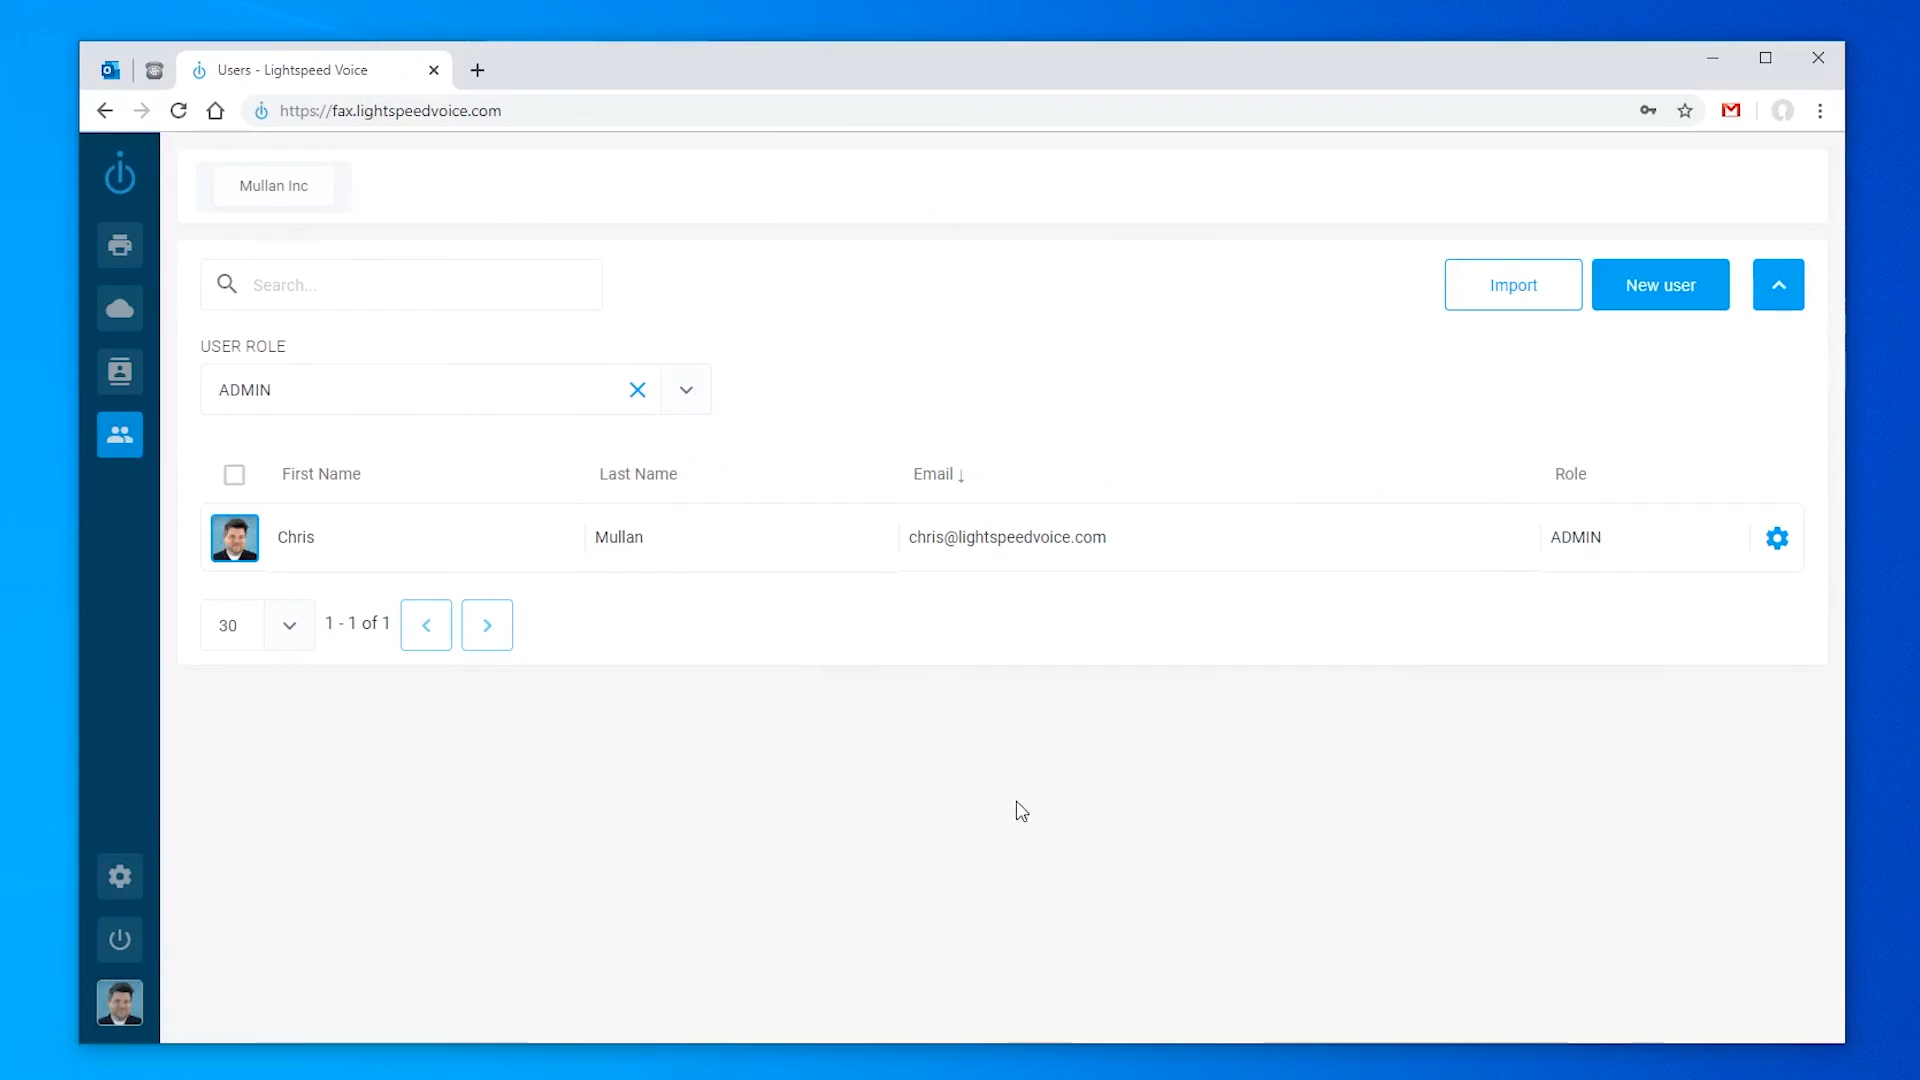 Users - Lightspeed Voice
https://fax.lightspeedvoice.com
Mullan Inc
Search...
Import
New user
USER ROLE
ADMIN
First Name
Last Name
Email ↓
Role
Chris
Mullan
chris@lightspeedvoice.com
ADMIN
30
1 - 1 of 1